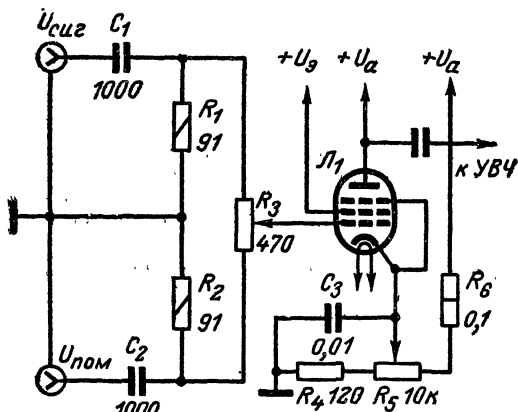 Uсиг
C1
1000
R1
91
R2
91
R3
470
Uпом
C2
1000
+Uэ
+Uа
+Uа
Л1
к УВЧ
C3
0,01
R4 120
R5 10к
R6
0,1